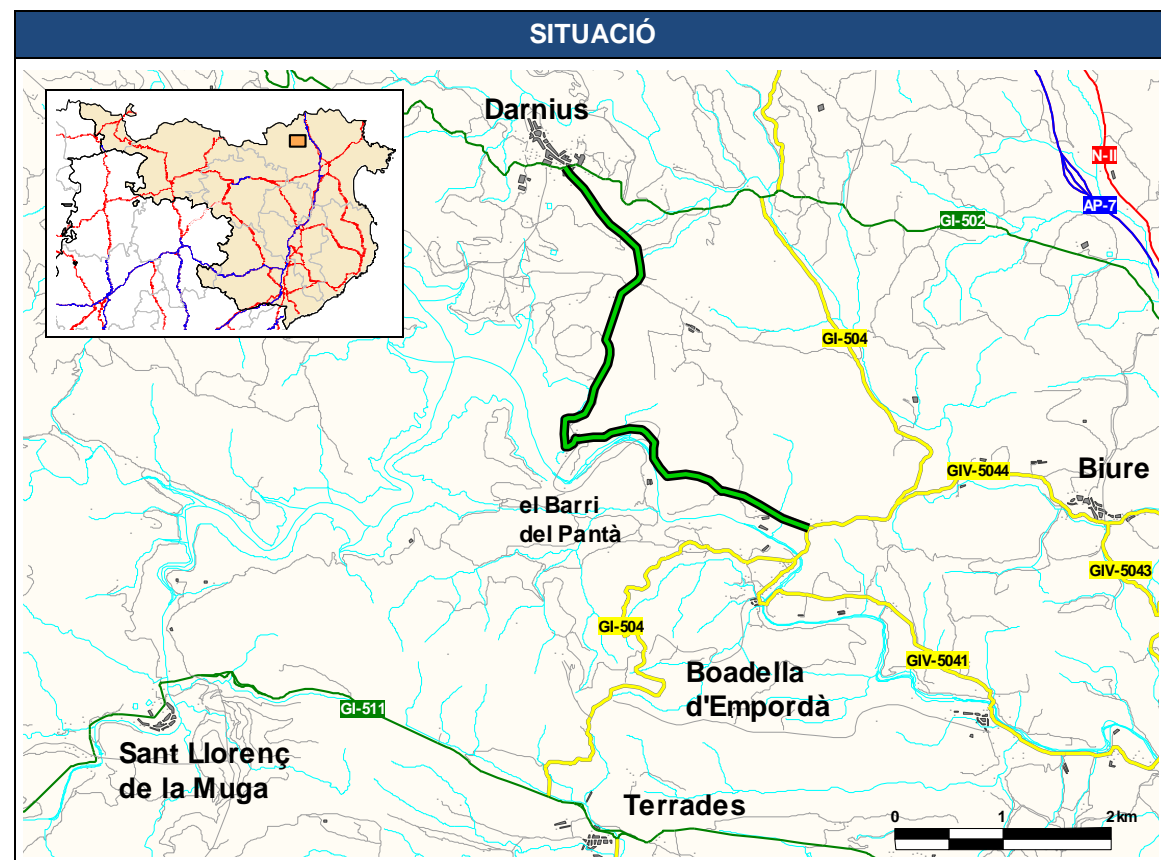 SITUACIÓ
Darnius
N-II
AP-7
GI-502
GI-504
GIV-5044
Biure
el Barri
del Pantà
GIV-5043
GI-504
GIV-5041
Boadella
d'Empordà
GI-511
Sant Llorenç
de la Muga
Terrades
0 1 2 km